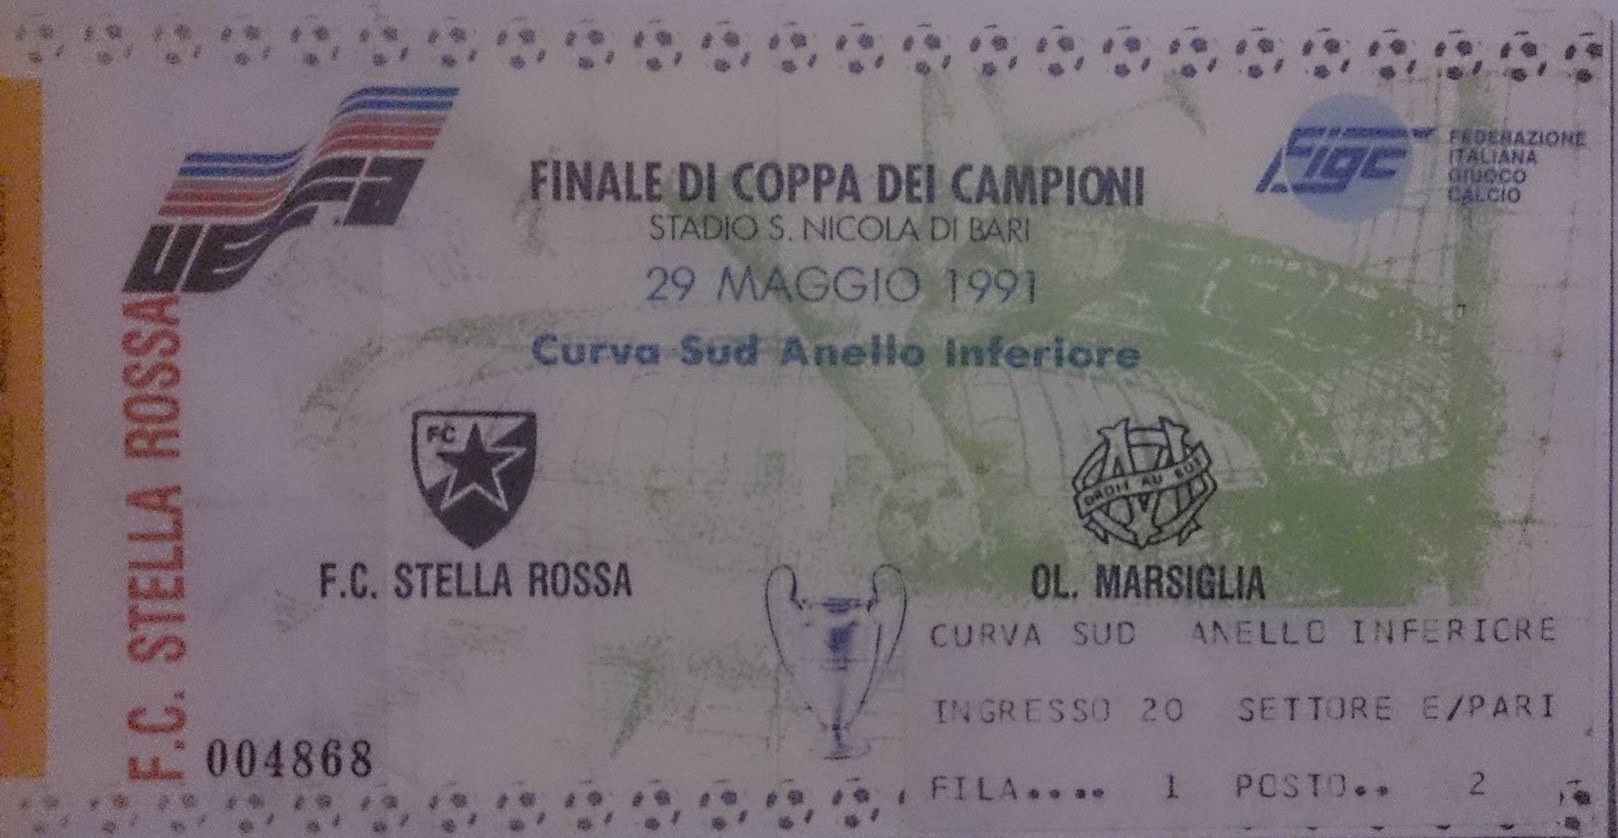 UEFA
FINALE DI COPPA DEI CAMPIONI
STADIO S. NICOLA DI BARI
29 MAGGIO 1991
Curva Sud Anello Inferiore
FIGC
FEDERAZIONE
ITALIANA
GIUOCO
CALCIO
F.C. STELLA ROSSA
FC
F.C. STELLA ROSSA
DROIT AU BUT
OL. MARSIGLIA
CURVA SUD ANELLO INFERIORE
INGRESSO 20 SETTORE E/PARI
FILA.... 1 POSTO.. 2
004868